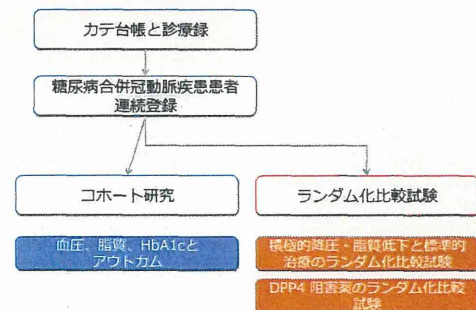 カテ台帳と診療録
糖尿病合併冠動脈疾患患者
連続登録
コホート研究
ランダム化比較試験
血圧、脂質、HbA1cと
アウトカム
積極的降圧・脂質低下と標準的
治療のランダム化比較試験
DPP4 阻害薬のランダム化比較
試験